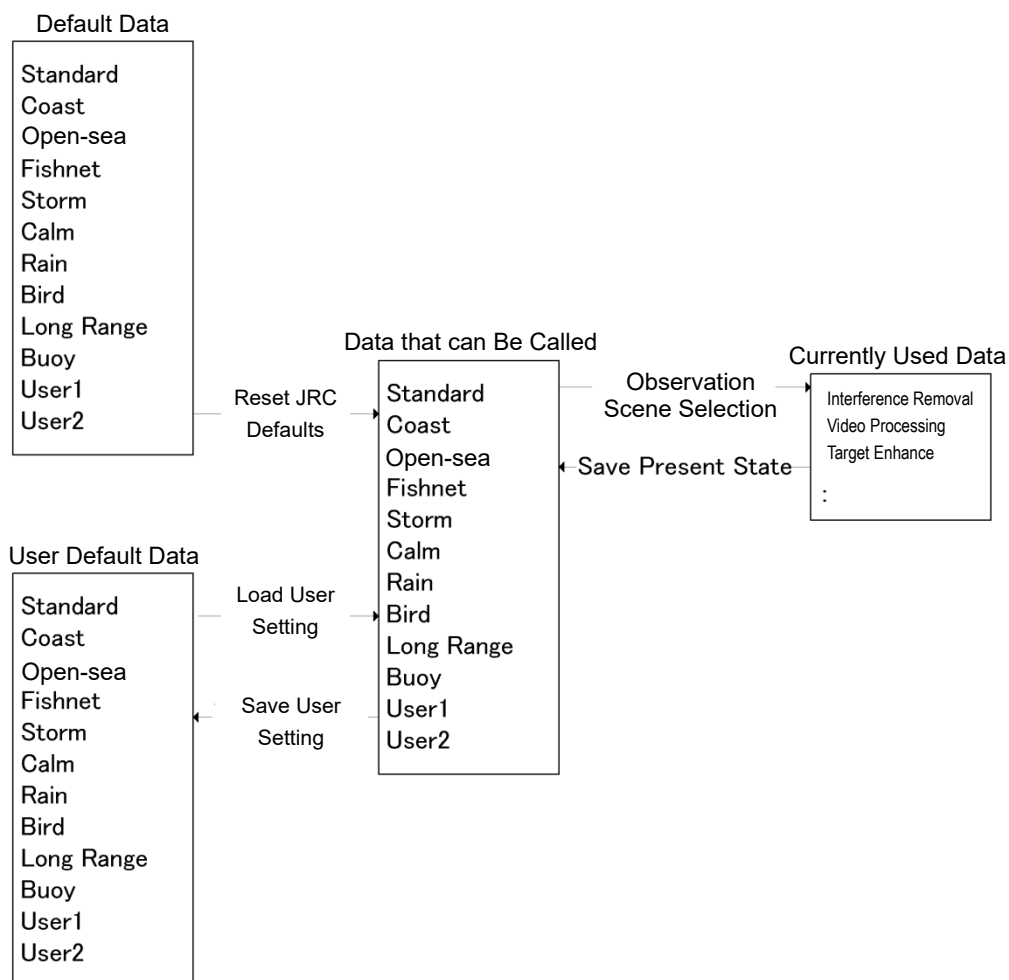 Default Data
Standard
Coast
Open-sea
Fishnet
Storm
Calm
Rain
Bird
Long Range
Buoy
User1
User2
Reset JRC
Defaults
User Default Data
Standard
Coast
Open-sea
Fishnet
Storm
Calm
Rain
Bird
Long Range
Buoy
User1
User2
Load User
Setting
Save User
Setting
Data that can Be Called
Standard
Coast
Open-sea
Fishnet
Storm
Calm
Rain
Bird
Long Range
Buoy
User1
User2
Observation
Scene Selection
Save Present State
Currently Used Data
Interference Removal
Video Processing
Target Enhance
: